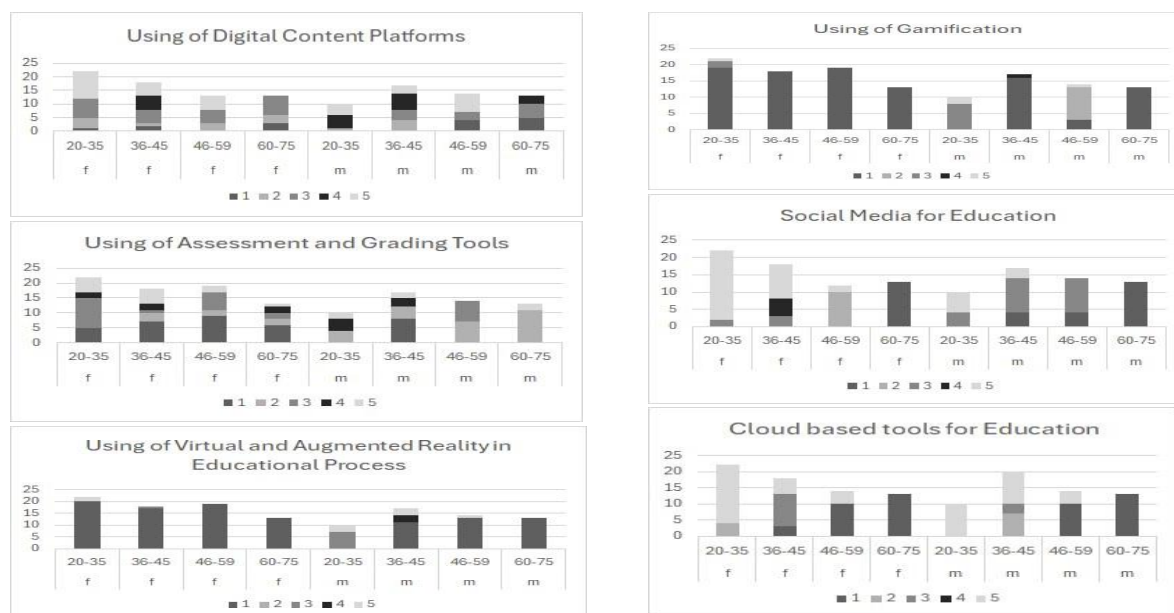 Using of Digital Content Platforms
25
20
15
10
5
0
20-35 36-45 46-59 60-75 20-35 36-45 46-59 60-75
f f f f m m m m
1 2 3 4 5
Using of Assessment and Grading Tools
25
20
15
10
5
0
20-35 36-45 46-59 60-75 20-35 36-45 46-59 60-75
f f f f m m m m
1 2 3 4 5
Using of Virtual and Augmented Reality in
Educational Process
25
20
15
10
5
0
20-35 36-45 46-59 60-75 20-35 36-45 46-59 60-75
f f f f m m m m
1 2 3 4 5
Using of Gamification
25
20
15
10
5
0
20-35 36-45 46-59 60-75 20-35 36-45 46-59 60-75
f f f f m m m m
1 2 3 4 5
Social Media for Education
25
20
15
10
5
0
20-35 36-45 46-59 60-75 20-35 36-45 46-59 60-75
f f f f m m m m
1 2 3 4 5
Cloud based tools for Education
25
20
15
10
5
0
20-35 36-45 46-59 60-75 20-35 36-45 46-59 60-75
f f f f m m m m
1 2 3 4 5